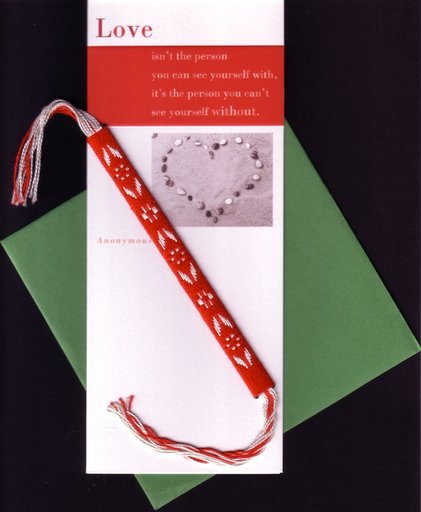 Love
isn't the person
you can see yourself with,
it's the person you can't
see yourself without.
Anonymous